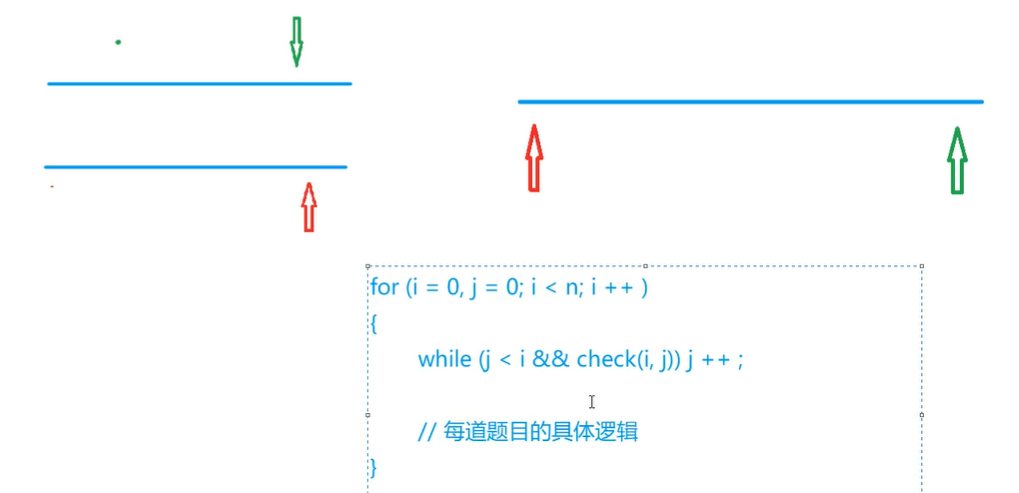 for (i = 0, j = 0; i < n; i ++ )
{
while (j < i && check(i, j)) j ++ ;
// 每道题目的具体逻辑
}